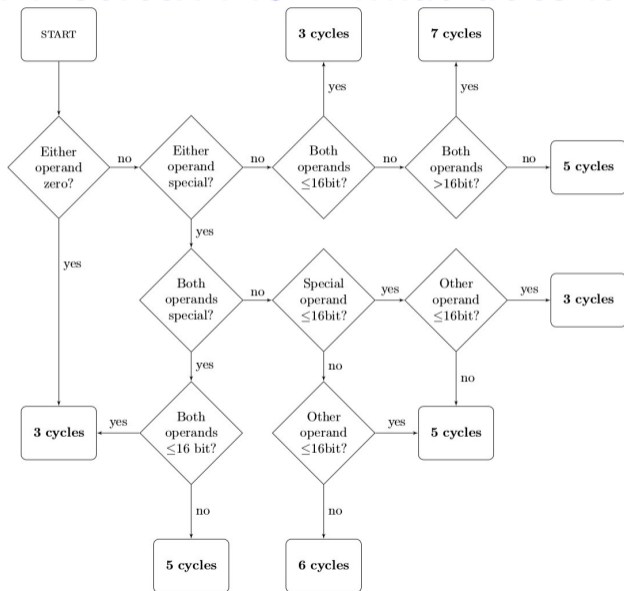 START
3 cycles
7 cycles
yes
yes
Either
operand
zero?
no
Either
operand
special?
no
Both
operands
≤16bit?
no
Both
operands
>16bit?
no
5 cycles
yes
yes
Both
operands
special?
no
Special
operand
≤16bit?
yes
Other
operand
≤16bit?
yes
3 cycles
yes
no
no
3 cycles
yes
Both
operands
≤16 bit?
Other
operand
≤16bit?
yes
5 cycles
no
no
5 cycles
6 cycles